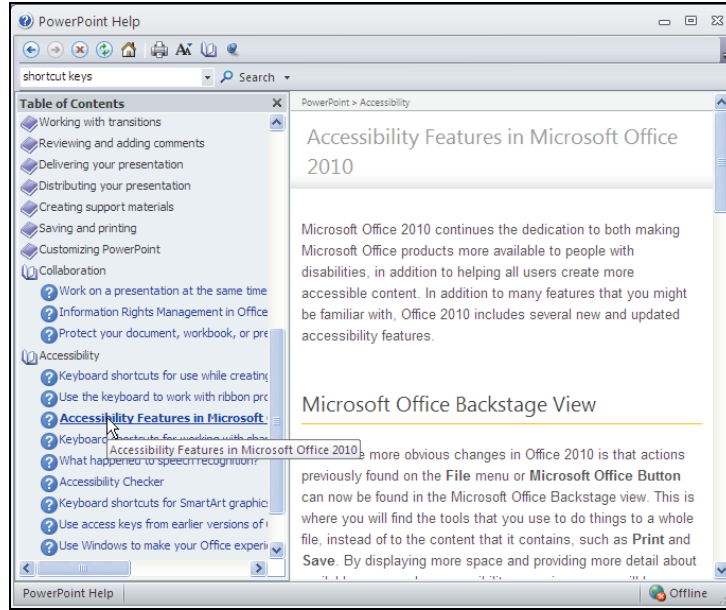 PowerPoint Help
shortcut keys
Search
Table of Contents
Working with transitions
Reviewing and adding comments
Delivering your presentation
Distributing your presentation
Creating support materials
Saving and printing
Customizing PowerPoint
Collaboration
Work on a presentation at the same time
Information Rights Management in Office
Protect your document, workbook, or pre
Accessibility
Keyboard shortcuts for use while creating
Use the keyboard to work with ribbon pro
Accessibility Features in Microsoft
Keyboard shortcuts for working with
Accessibility Features in Microsoft Office 2010
What happened to speech recognition?
Accessibility Checker
Keyboard shortcuts for SmartArt graphic
Use access keys from earlier versions of
Use Windows to make your Office experi
PowerPoint > Accessibility
Accessibility Features in Microsoft Office
2010
Microsoft Office 2010 continues the dedication to both making
Microsoft Office products more available to people with
disabilities, in addition to helping all users create more
accessible content. In addition to many features that you might
be familiar with, Office 2010 includes several new and updated
accessibility features.
Microsoft Office Backstage View
e more obvious changes in Office 2010 is that actions
previously found on the File menu or Microsoft Office Button
can now be found in the Microsoft Office Backstage view. This is
where you will find the tools that you use to do things to a whole
file, instead of to the content that it contains, such as Print and
Save. By displaying more space and providing more detail about
PowerPoint Help
Offline